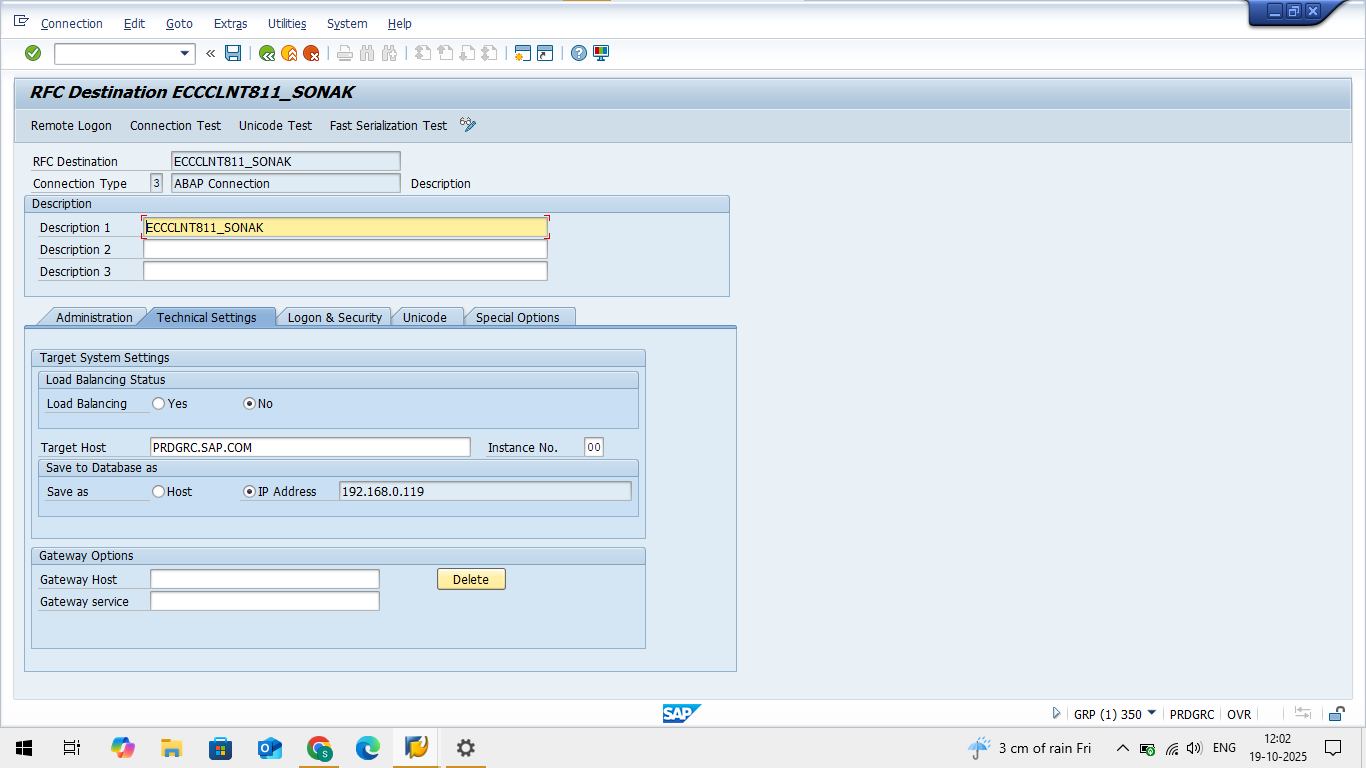 Connection Edit Goto Extras Utilities System Help
RFC Destination ECCCLNT811_SONAK
Remote Logon Connection Test Unicode Test Fast Serialization Test
RFC Destination ECCCLNT811_SONAK
Connection Type 3 ABAP Connection Description
Description
Description 1 ECCCLNT811_SONAK
Description 2
Description 3
Administration Technical Settings Logon & Security Unicode Special Options
Target System Settings
Load Balancing Status
Load Balancing Yes No
Target Host PRDGRC.SAP.COM Instance No. 00
Save to Database as
Save as Host IP Address 192.168.0.119
Gateway Options
Gateway Host Delete
Gateway service
SAP GRP (1) 350 PRDGRC OVR
3 cm of rain Fri ENG 12:02
19-10-2025